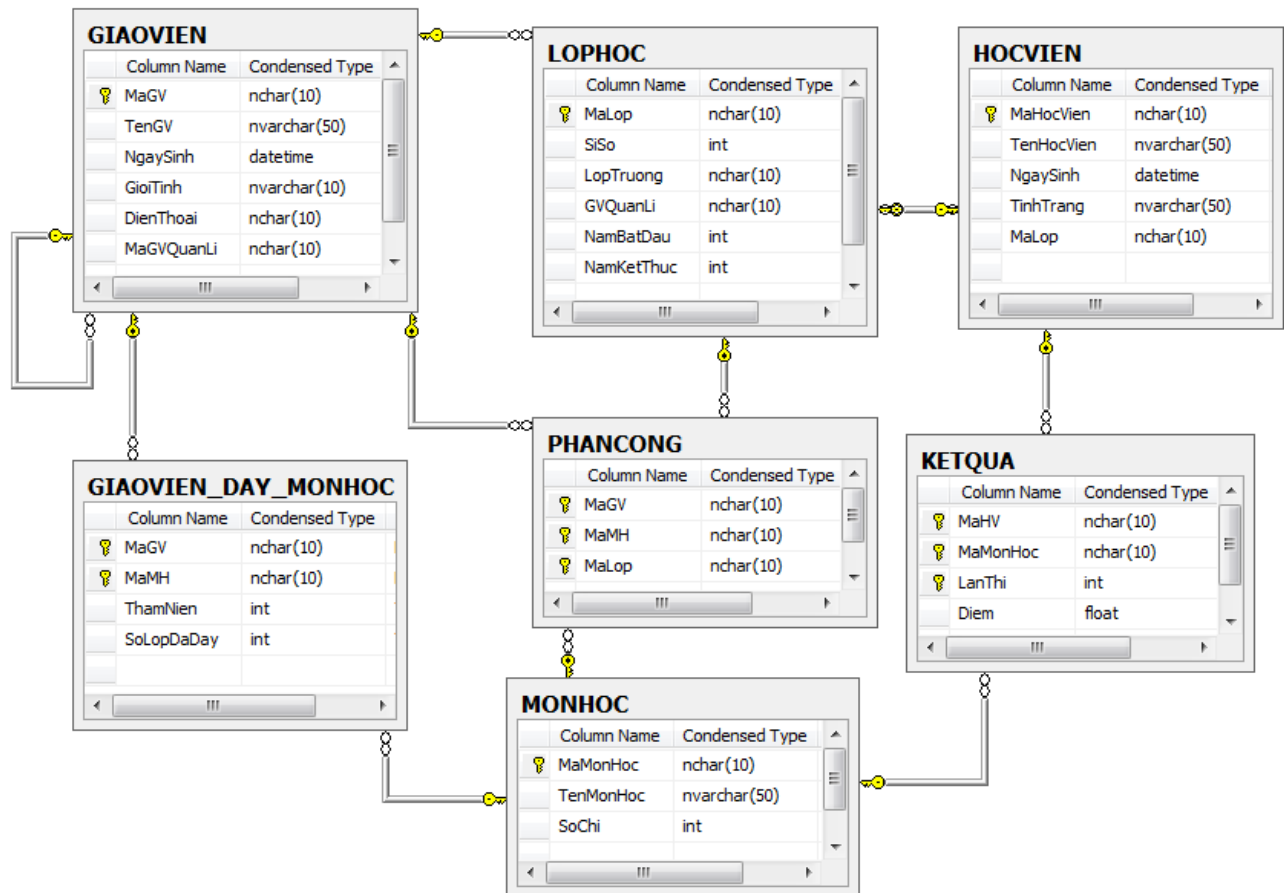 GIAOVIEN
Column Name Condensed Type
MaGV nchar(10)
TenGV nvarchar(50)
NgaySinh datetime
GioiTinh nvarchar(10)
DienThoai nchar(10)
MaGVQuanLi nchar(10)
LOPHOC
Column Name Condensed Type
MaLop nchar(10)
SiSo int
LopTruong nchar(10)
GVQuanLi nchar(10)
NamBatDau int
NamKetThuc int
HOCVIEN
Column Name Condensed Type
MaHocVien nchar(10)
TenHocVien nvarchar(50)
NgaySinh datetime
TinhTrang nvarchar(50)
MaLop nchar(10)
GIAOVIEN_DAY_MONHOC
Column Name Condensed Type
MaGV nchar(10)
MaMH nchar(10)
ThamNien int
SoLopDaDay int
PHANCONG
Column Name Condensed Type
MaGV nchar(10)
MaMH nchar(10)
MaLop nchar(10)
KETQUA
Column Name Condensed Type
MaHV nchar(10)
MaMonHoc nchar(10)
LanThi int
Diem float
MONHOC
Column Name Condensed Type
MaMonHoc nchar(10)
TenMonHoc nvarchar(50)
SoChi int